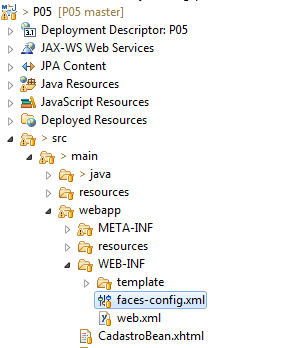 > P05 [P05 master]
Deployment Descriptor: P05
JAX-WS Web Services
JPA Content
Java Resources
JavaScript Resources
Deployed Resources
> src
> main
> java
resources
webapp
META-INF
resources
WEB-INF
template
faces-config.xml
web.xml
CadastroBean.xhtml